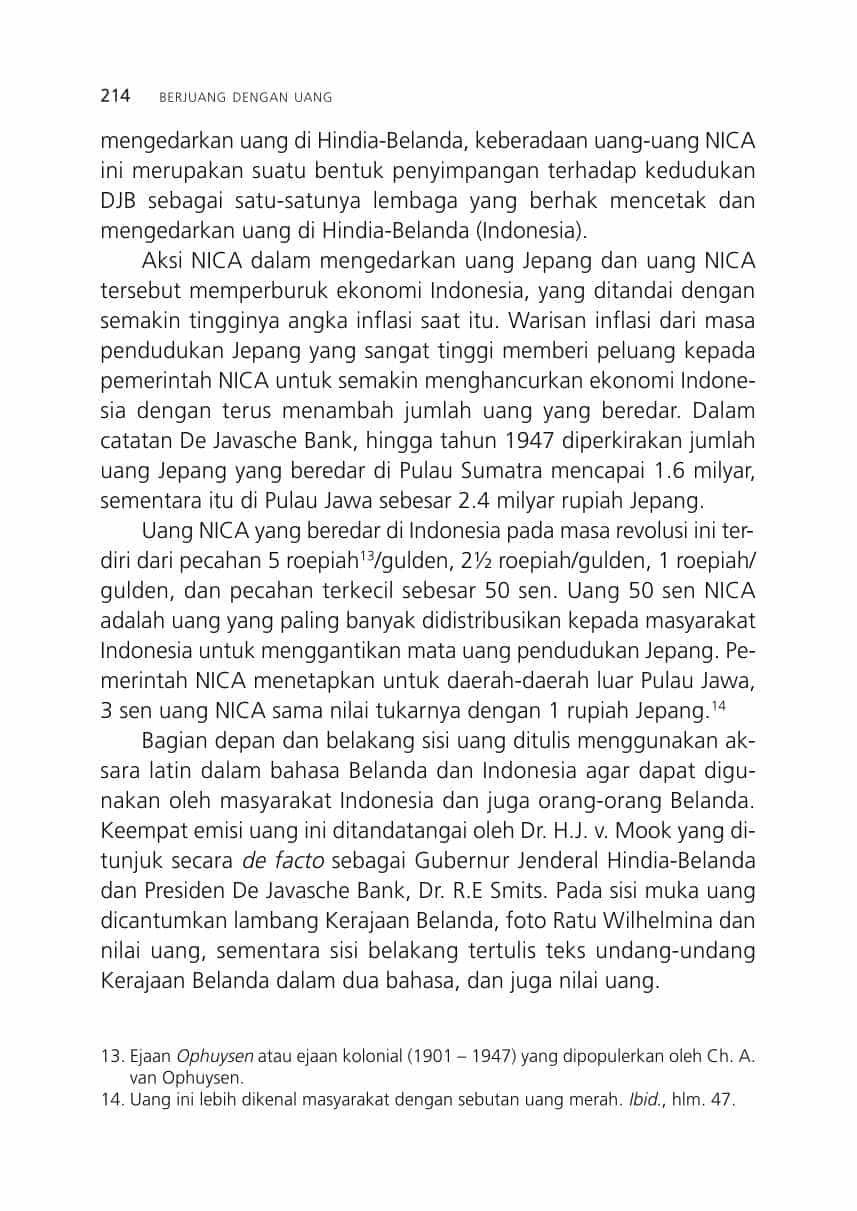 214 BERJUANG DENGAN UANG
mengedarkan uang di Hindia-Belanda, keberadaan uang-uang NICA
ini merupakan suatu bentuk penyimpangan terhadap kedudukan
DJB sebagai satu-satunya lembaga yang berhak mencetak dan
mengedarkan uang di Hindia-Belanda (Indonesia).
Aksi NICA dalam mengedarkan uang Jepang dan uang NICA
tersebut memperburuk ekonomi Indonesia, yang ditandai dengan
semakin tingginya angka inflasi saat itu. Warisan inflasi dari masa
pendudukan Jepang yang sangat tinggi memberi peluang kepada
pemerintah NICA untuk semakin menghancurkan ekonomi Indone-
sia dengan terus menambah jumlah uang yang beredar. Dalam
catatan De Javasche Bank, hingga tahun 1947 diperkirakan jumlah
uang Jepang yang beredar di Pulau Sumatra mencapai 1.6 milyar,
sementara itu di Pulau Jawa sebesar 2.4 milyar rupiah Jepang.
Uang NICA yang beredar di Indonesia pada masa revolusi ini ter-
diri dari pecahan 5 roepiah¹³/gulden, 2½ roepiah/gulden, 1 roepiah/
gulden, dan pecahan terkecil sebesar 50 sen. Uang 50 sen NICA
adalah uang yang paling banyak didistribusikan kepada masyarakat
Indonesia untuk menggantikan mata uang pendudukan Jepang. Pe-
merintah NICA menetapkan untuk daerah-daerah luar Pulau Jawa,
3 sen uang NICA sama nilai tukarnya dengan 1 rupiah Jepang.¹⁴
Bagian depan dan belakang sisi uang ditulis menggunakan ak-
sara latin dalam bahasa Belanda dan Indonesia agar dapat digu-
nakan oleh masyarakat Indonesia dan juga orang-orang Belanda.
Keempat emisi uang ini ditandatangai oleh Dr. H.J. v. Mook yang di-
tunjuk secara de facto sebagai Gubernur Jenderal Hindia-Belanda
dan Presiden De Javasche Bank, Dr. R.E Smits. Pada sisi muka uang
dicantumkan lambang Kerajaan Belanda, foto Ratu Wilhelmina dan
nilai uang, sementara sisi belakang tertulis teks undang-undang
Kerajaan Belanda dalam dua bahasa, dan juga nilai uang.
13. Ejaan Ophuysen atau ejaan kolonial (1901 – 1947) yang dipopulerkan oleh Ch. A.
van Ophuysen.
14. Uang ini lebih dikenal masyarakat dengan sebutan uang merah. Ibid., hlm. 47.